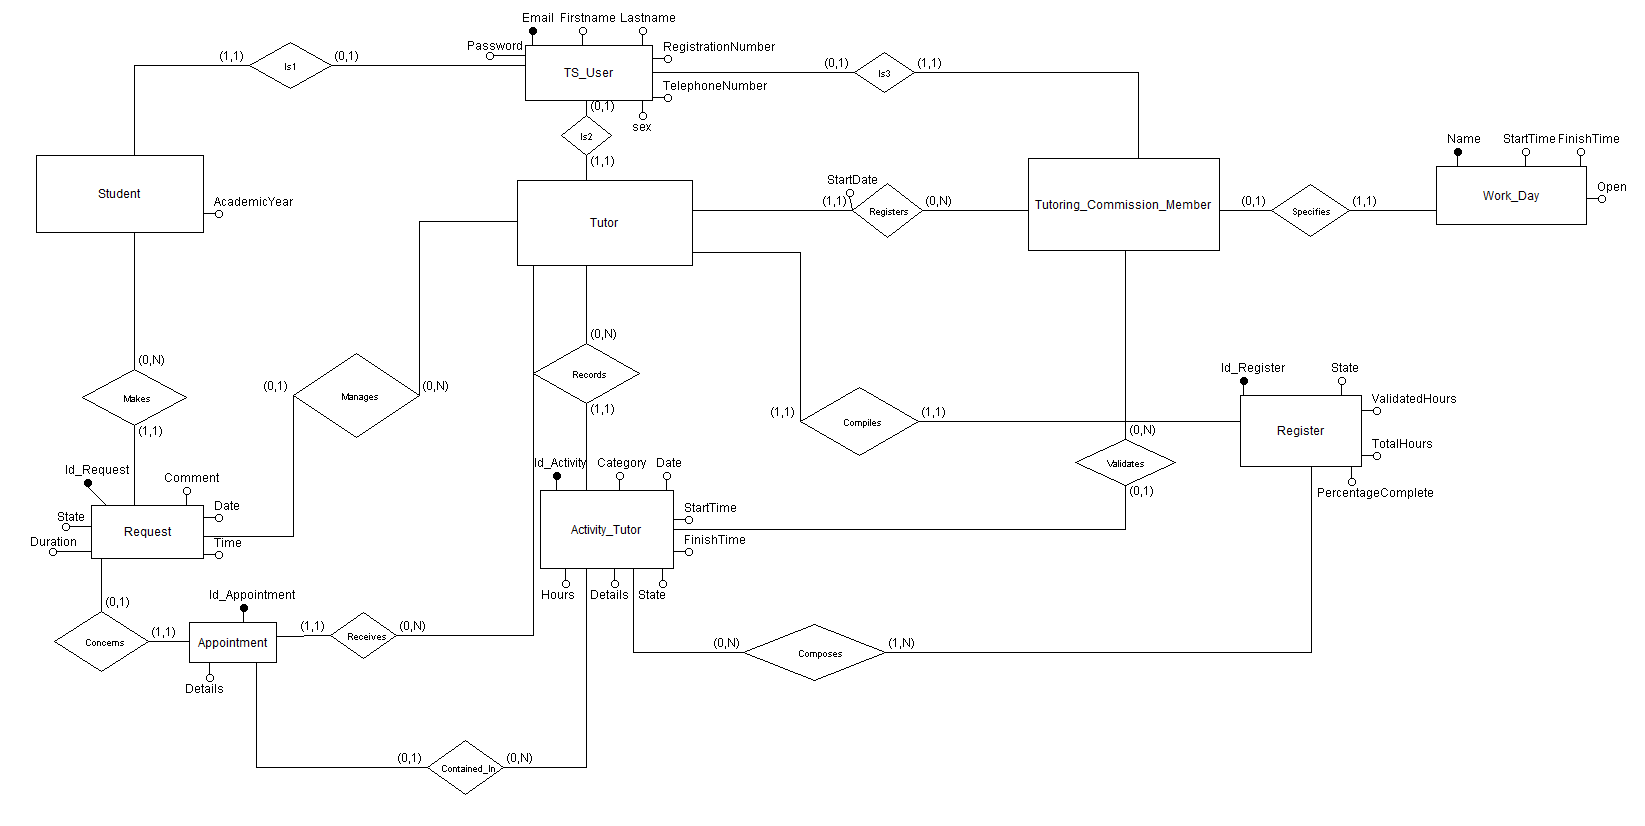 Email Firstname Lastname
Password
RegistrationNumber
TS_User
TelephoneNumber
sex
(1,1) Is1 (0,1)
(0,1) Is3 (1,1)
(0,1)
Is2
(1,1)
Student
AcademicYear
Tutor
StartDate
(1,1) Registers (0,N)
Tutoring_Commission_Member
(0,1) Specifies (1,1)
Name StartTime FinishTime
Open
Work_Day
(0,N)
Makes
(1,1)
(0,1) Manages (0,N)
(0,N)
Records
(1,1)
(1,1) Compiles (1,1)
Id_Register State
ValidatedHours
Register
TotalHours
PercentageComplete
(0,N)
Validates
(0,1)
Id_Request
Comment
State
Date
Request
Duration
Time
Id_Activity Category Date
StartTime
Activity_Tutor
FinishTime
Hours Details State
(0,1)
Concerns
(1,1)
Id_Appointment
Appointment
Details
(1,1) Receives (0,N)
(0,N) Composes (1,N)
(0,1) Contained_In (0,N)